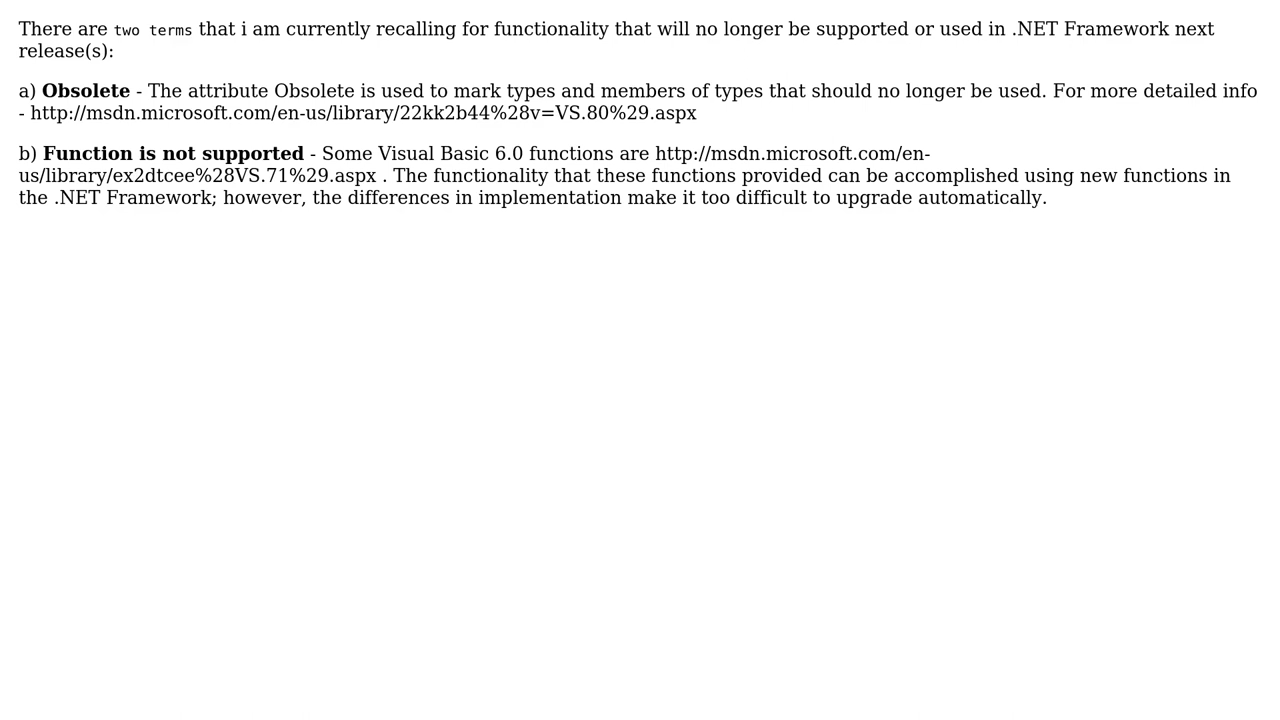 There are two terms that i am currently recalling for functionality that will no longer be supported or used in .NET Framework next
release(s):
a) Obsolete - The attribute Obsolete is used to mark types and members of types that should no longer be used. For more detailed info
- http://msdn.microsoft.com/en-us/library/22kk2b44%28v=VS.80%29.aspx
b) Function is not supported - Some Visual Basic 6.0 functions are http://msdn.microsoft.com/en-
us/library/ex2dtcee%28VS.71%29.aspx . The functionality that these functions provided can be accomplished using new functions in
the .NET Framework; however, the differences in implementation make it too difficult to upgrade automatically.